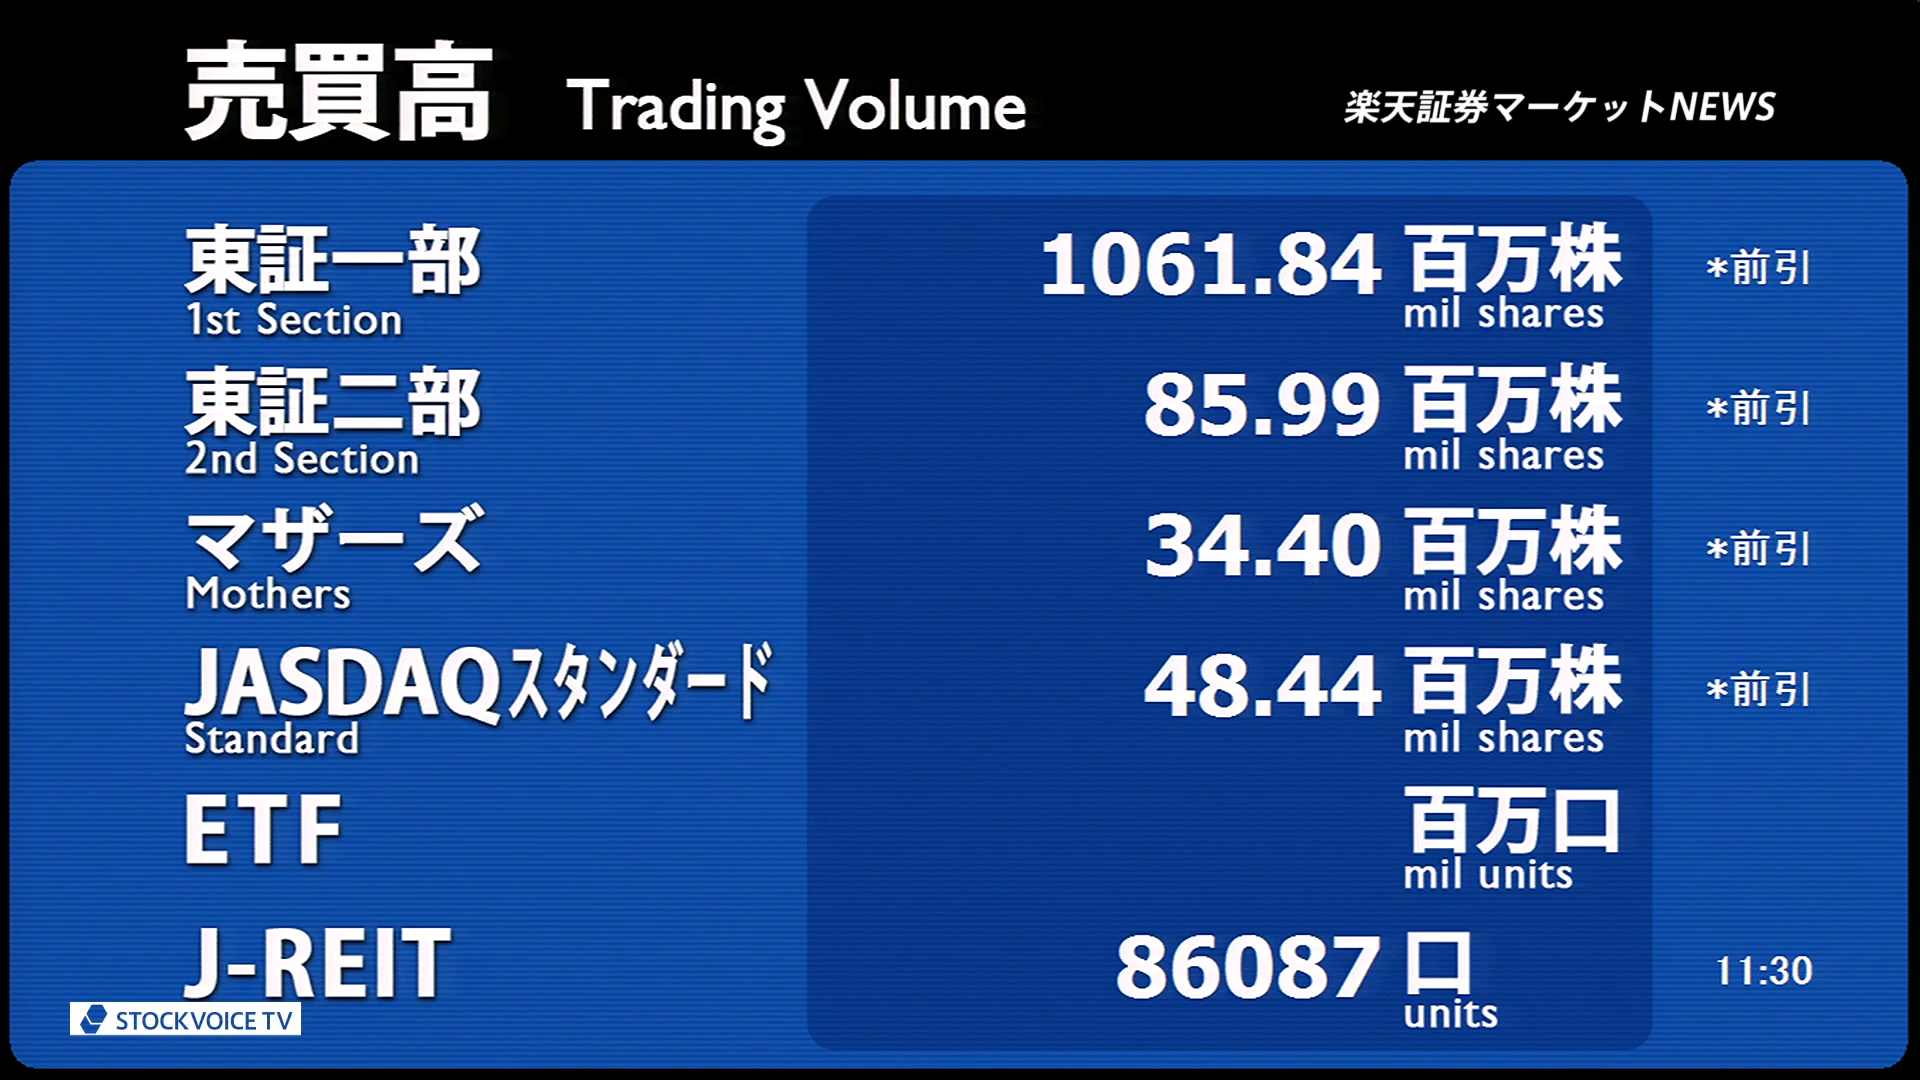 売買高 Trading Volume 楽天証券マーケットNEWS
東証一部 1061.84 百万株 *前引
1st Section mil shares
東証二部 85.99 百万株 *前引
2nd Section mil shares
マザーズ 34.40 百万株 *前引
Mothers mil shares
JASDAQスタンダード 48.44 百万株 *前引
Standard mil shares
ETF 百万口
mil units
J-REIT 86087 口 11:30
units
STOCKVOICE TV